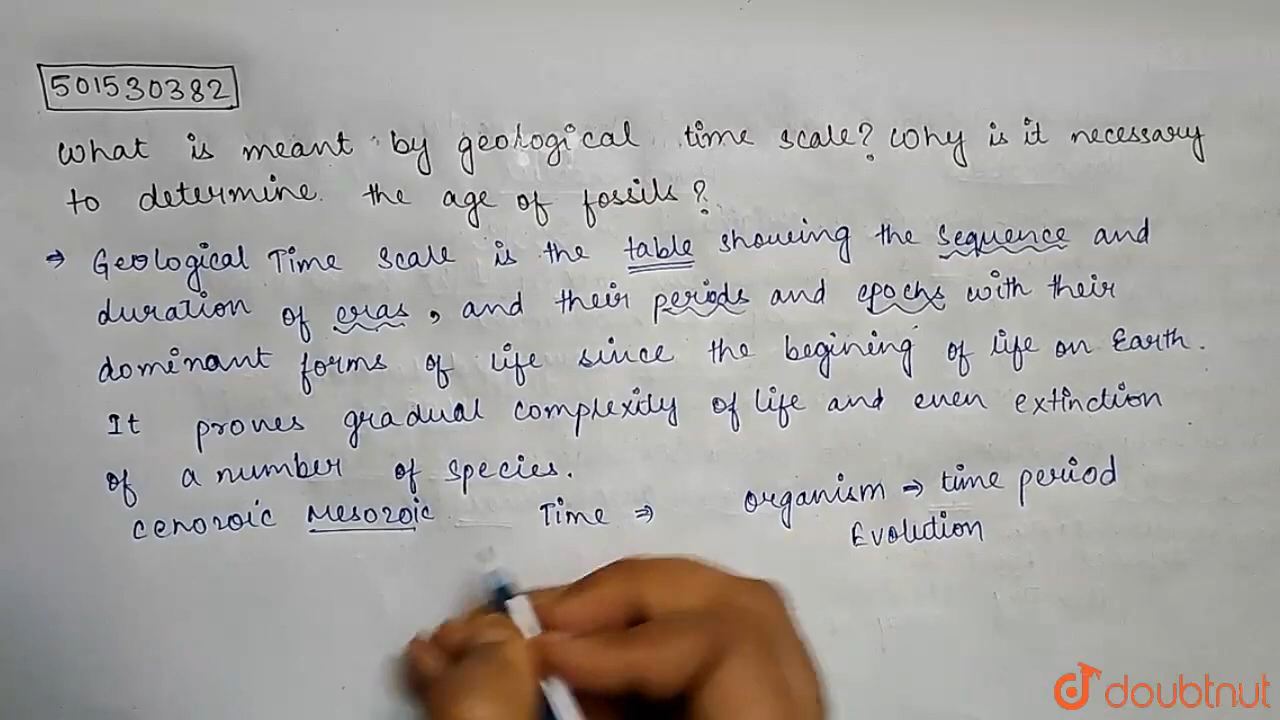 501530382
What is meant by geological time scale? Why is it necessary
to determine the age of fossils?
⇒ Geological Time Scale is the table showing the sequence and
duration of eras, and their periods and epochs with their
dominant forms of life since the begining of life on Earth.
It proves gradual complexity of life and even extinction
of a number of species.
Cenozoic Mesozoic Time ⇒ organism ⇒ time period
Evolution
doubtnut